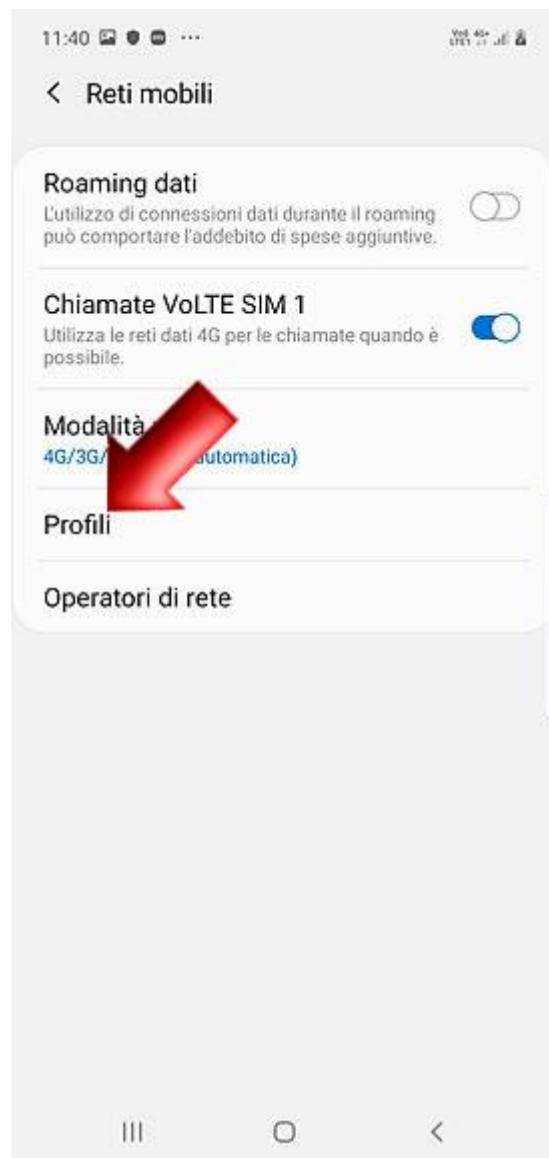 11:40
Reti mobili
Roaming dati
L'utilizzo di connessioni dati durante il roaming
può comportare l'addebito di spese aggiuntive.
Chiamate VoLTE SIM 1
Utilizza le reti dati 4G per le chiamate quando è
possibile.
Modalità
4G/3G/ automatica)
Profili
Operatori di rete